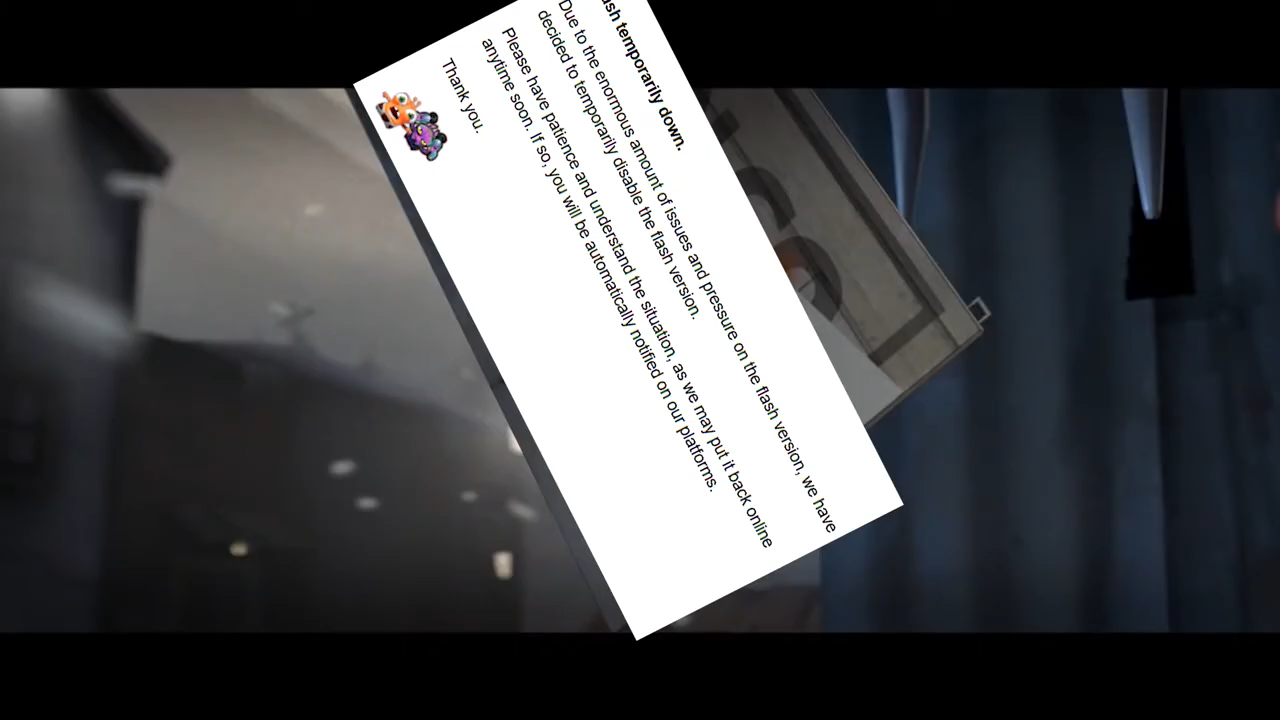 ash temporarily down.
Due to the enormous amount of issues and pressure on the flash version, we have
decided to temporarily disable the flash version.
Please have patience and understand the situation, as we may put it back online
anytime soon. If so, you will be automatically notified on our platforms.
Thank you.